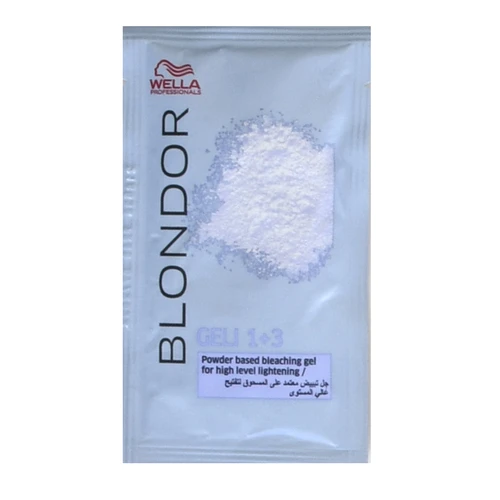 WELLA
PROFESSIONALS
BLONDOR
GELI 1+3
Powder based bleaching gel
for high level lightening /
جل تبييض معتمد على المسحوق لتفتيح
عالي المستوى